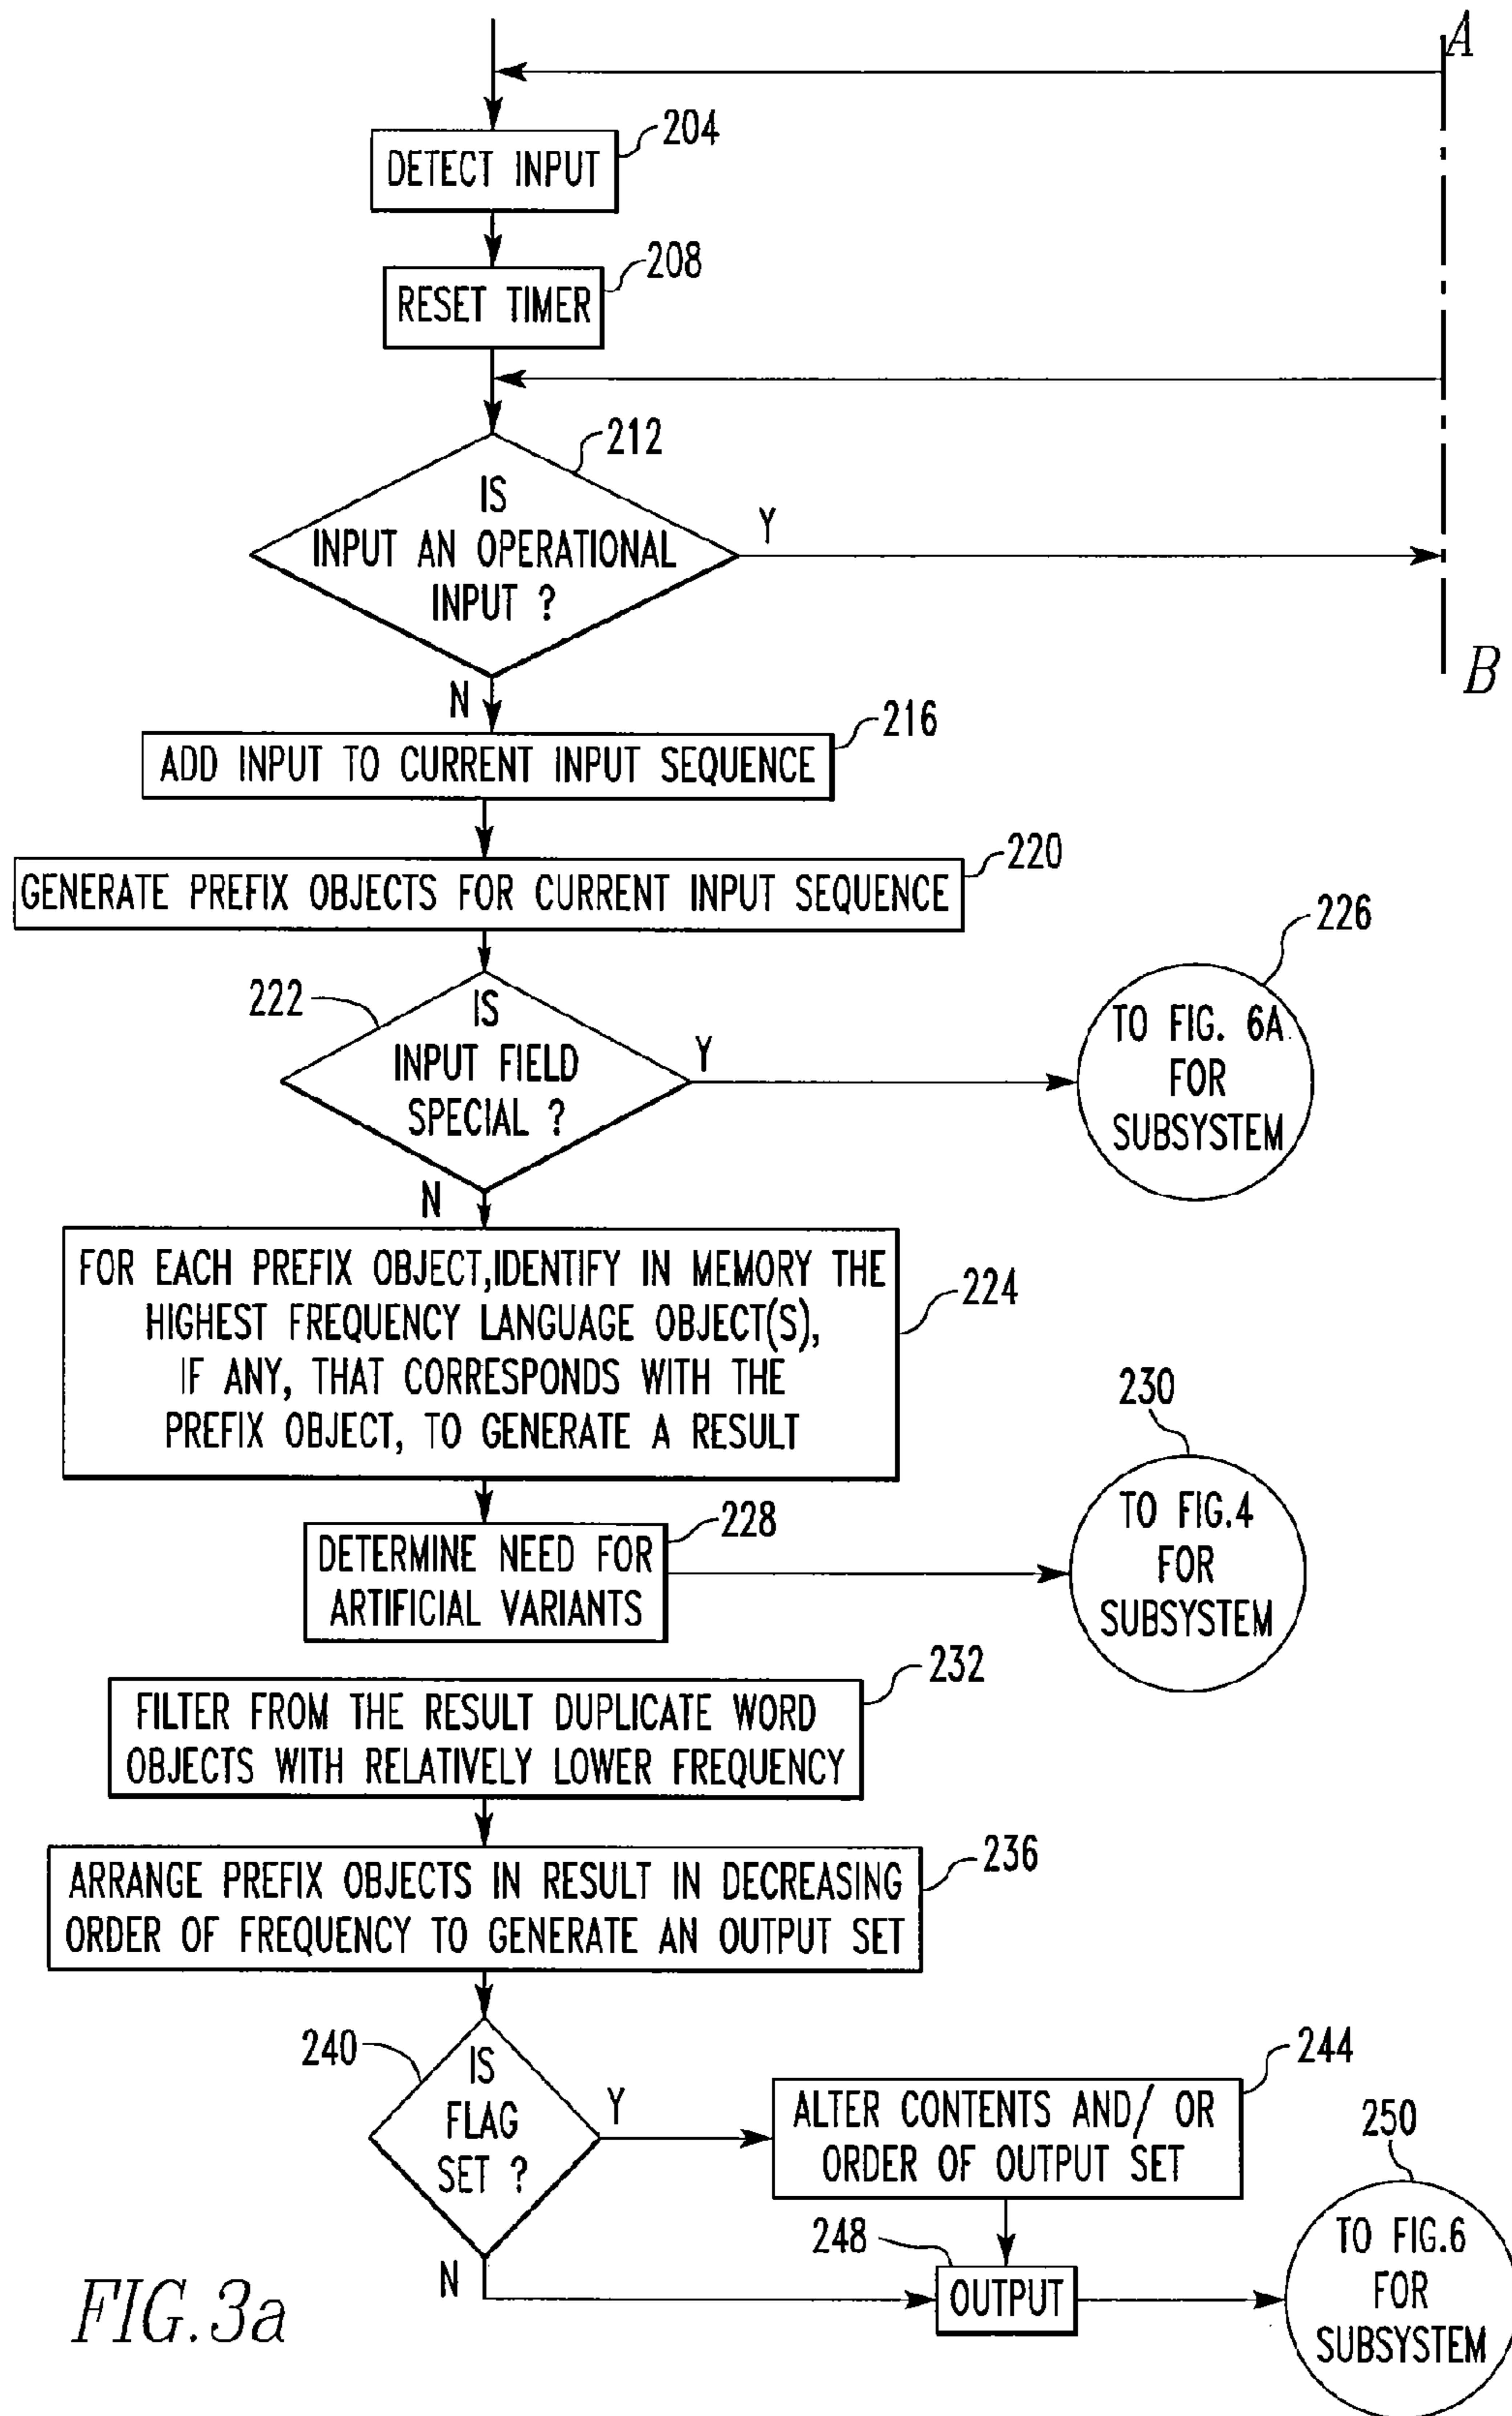 A
204
DETECT INPUT
208
RESET TIMER
212
IS
INPUT AN OPERATIONAL
INPUT ?
Y
B
N
216
ADD INPUT TO CURRENT INPUT SEQUENCE
220
GENERATE PREFIX OBJECTS FOR CURRENT INPUT SEQUENCE
226
222
IS
INPUT FIELD
SPECIAL ?
Y
TO FIG. 6A
FOR
SUBSYSTEM
N
FOR EACH PREFIX OBJECT,IDENTIFY IN MEMORY THE
HIGHEST FREQUENCY LANGUAGE OBJECT(S),
IF ANY, THAT CORRESPONDS WITH THE
PREFIX OBJECT, TO GENERATE A RESULT
224
230
228
DETERMINE NEED FOR
ARTIFICIAL VARIANTS
TO FIG.4
FOR
SUBSYSTEM
232
FILTER FROM THE RESULT DUPLICATE WORD
OBJECTS WITH RELATIVELY LOWER FREQUENCY
236
ARRANGE PREFIX OBJECTS IN RESULT IN DECREASING
ORDER OF FREQUENCY TO GENERATE AN OUTPUT SET
240
IS
FLAG
SET ?
Y
244
ALTER CONTENTS AND/ OR
ORDER OF OUTPUT SET
250
248
N
OUTPUT
TO FIG.6
FOR
SUBSYSTEM
FIG.3a